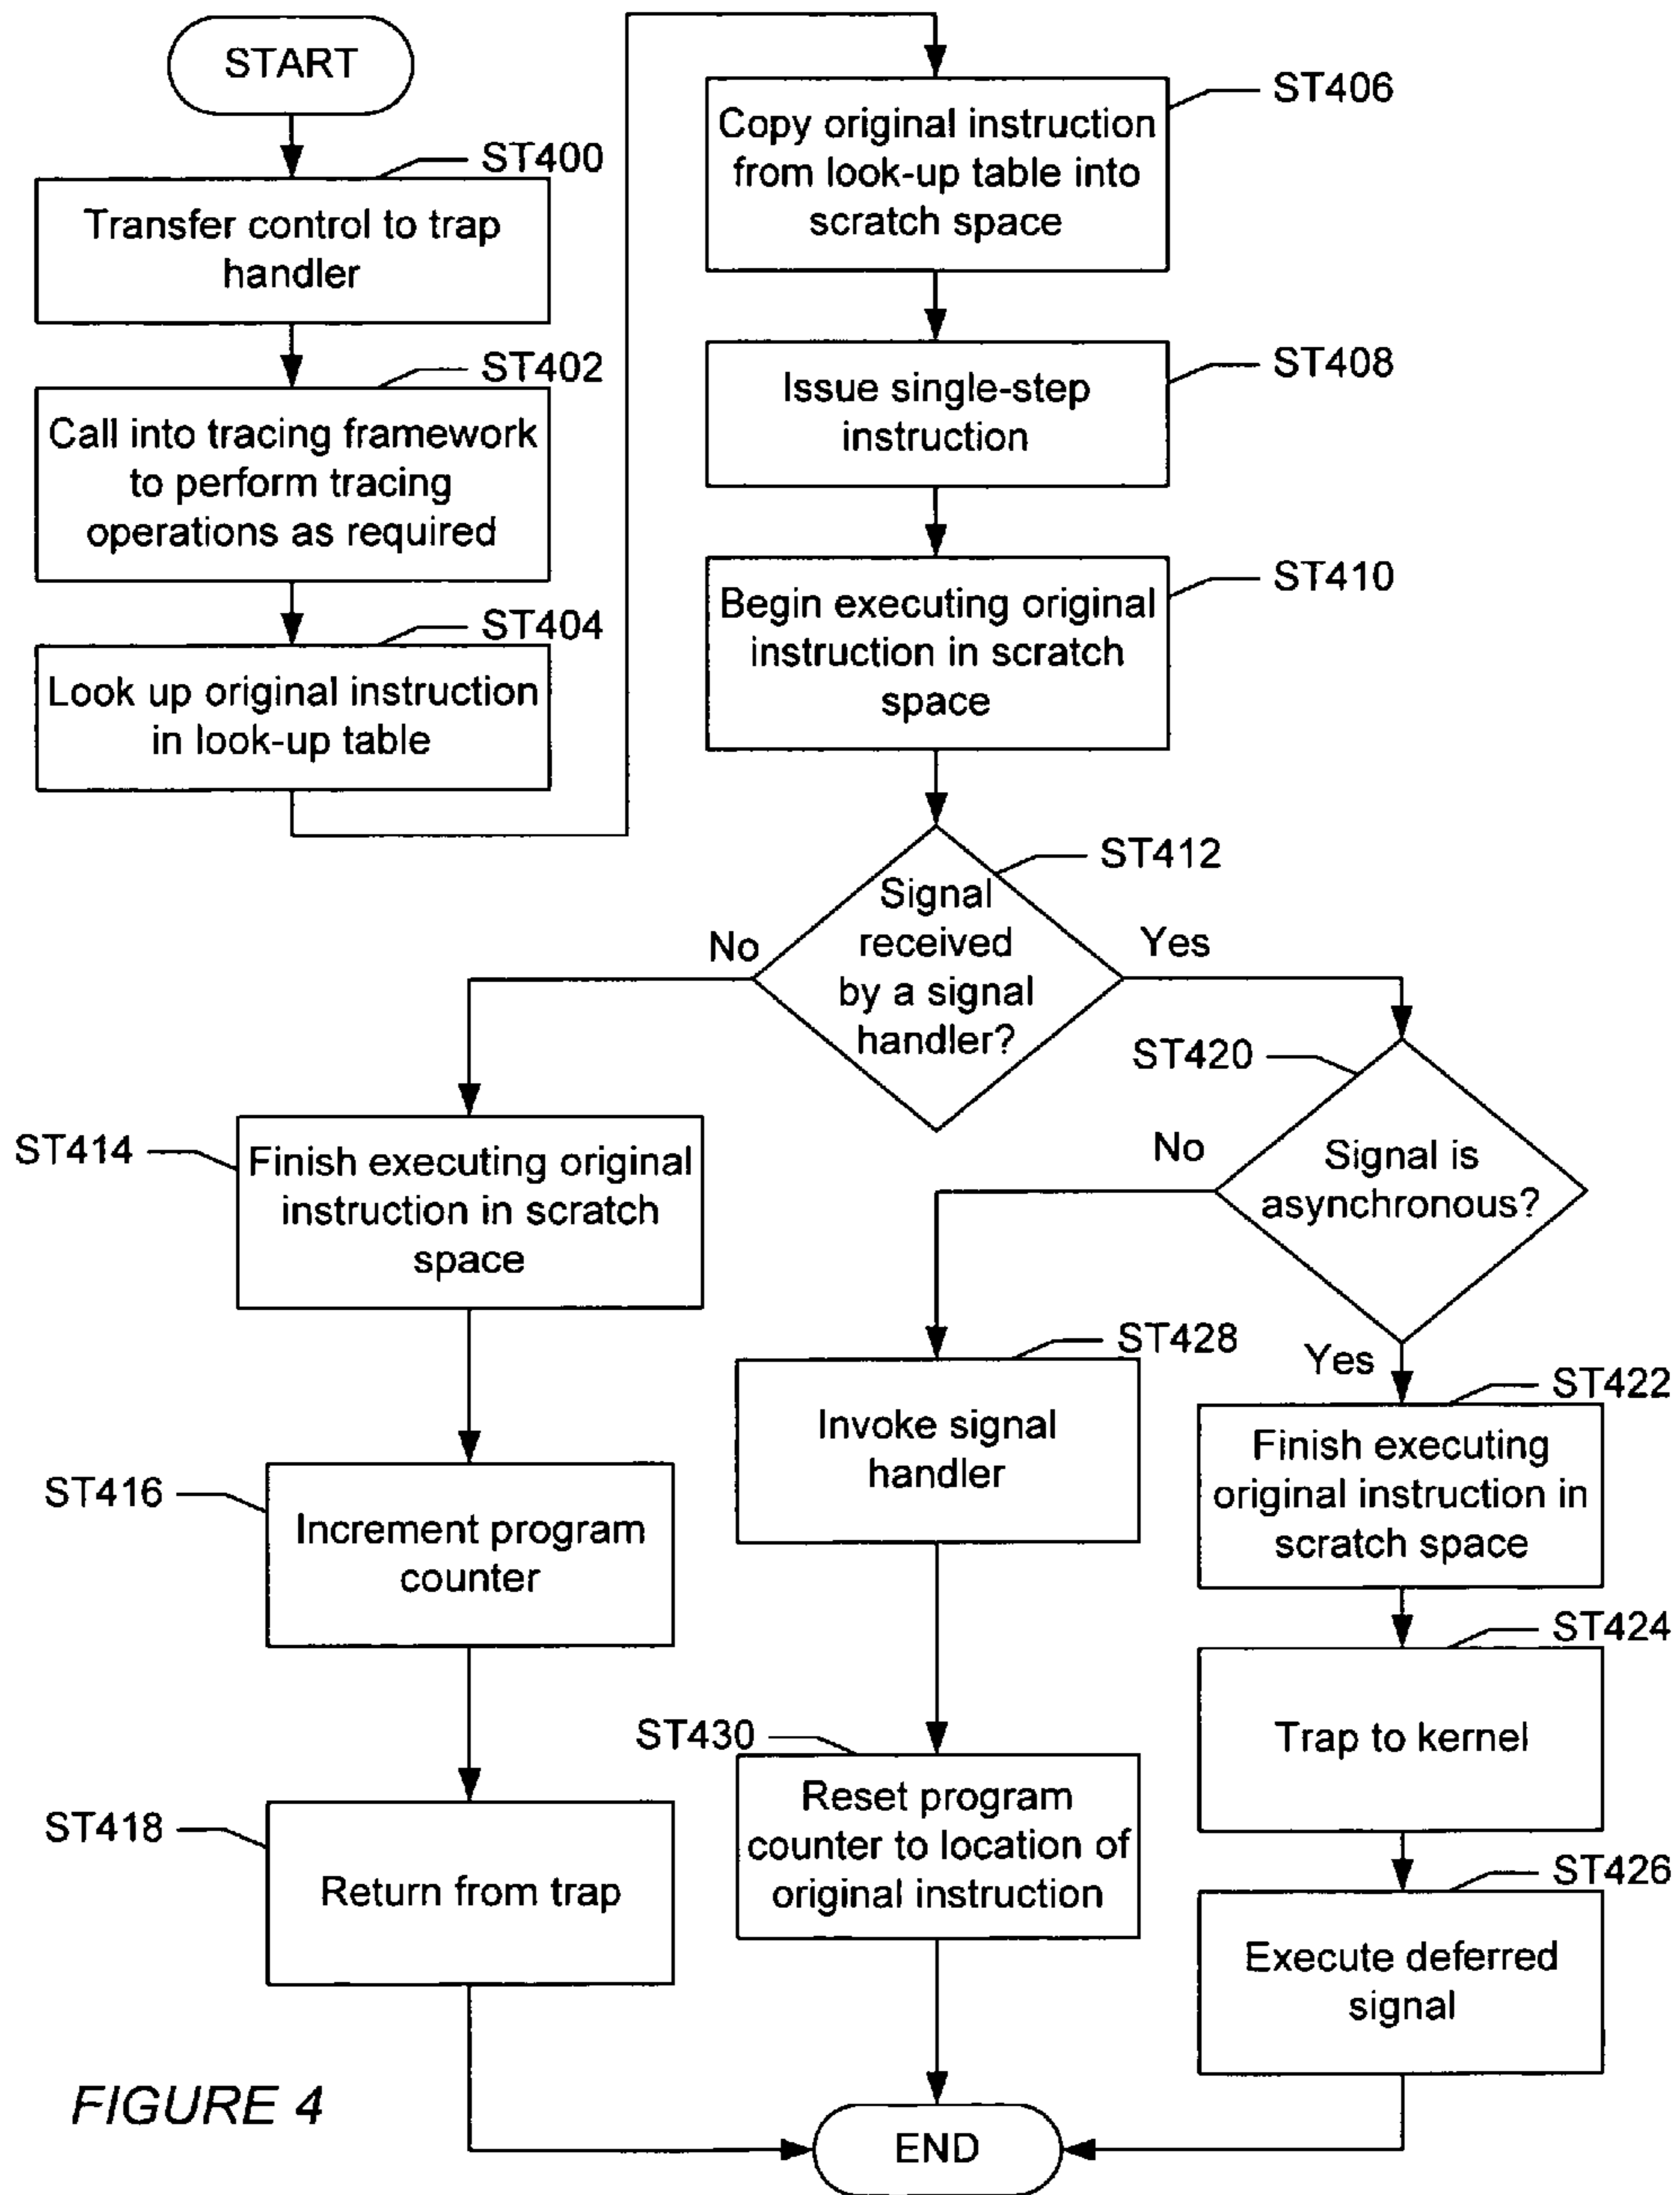 START
ST400
Transfer control to trap
handler
ST402
Call into tracing framework
to perform tracing
operations as required
ST404
Look up original instruction
in look-up table
ST406
Copy original instruction
from look-up table into
scratch space
ST408
Issue single-step
instruction
ST410
Begin executing original
instruction in scratch
space
ST412
Signal
received
by a signal
handler?
No
Yes
ST414
Finish executing original
instruction in scratch
space
ST416
Increment program
counter
ST418
Return from trap
ST420
Signal is
asynchronous?
No
Yes
ST428
Invoke signal
handler
ST430
Reset program
counter to location of
original instruction
ST422
Finish executing
original instruction in
scratch space
ST424
Trap to kernel
ST426
Execute deferred
signal
END
FIGURE 4